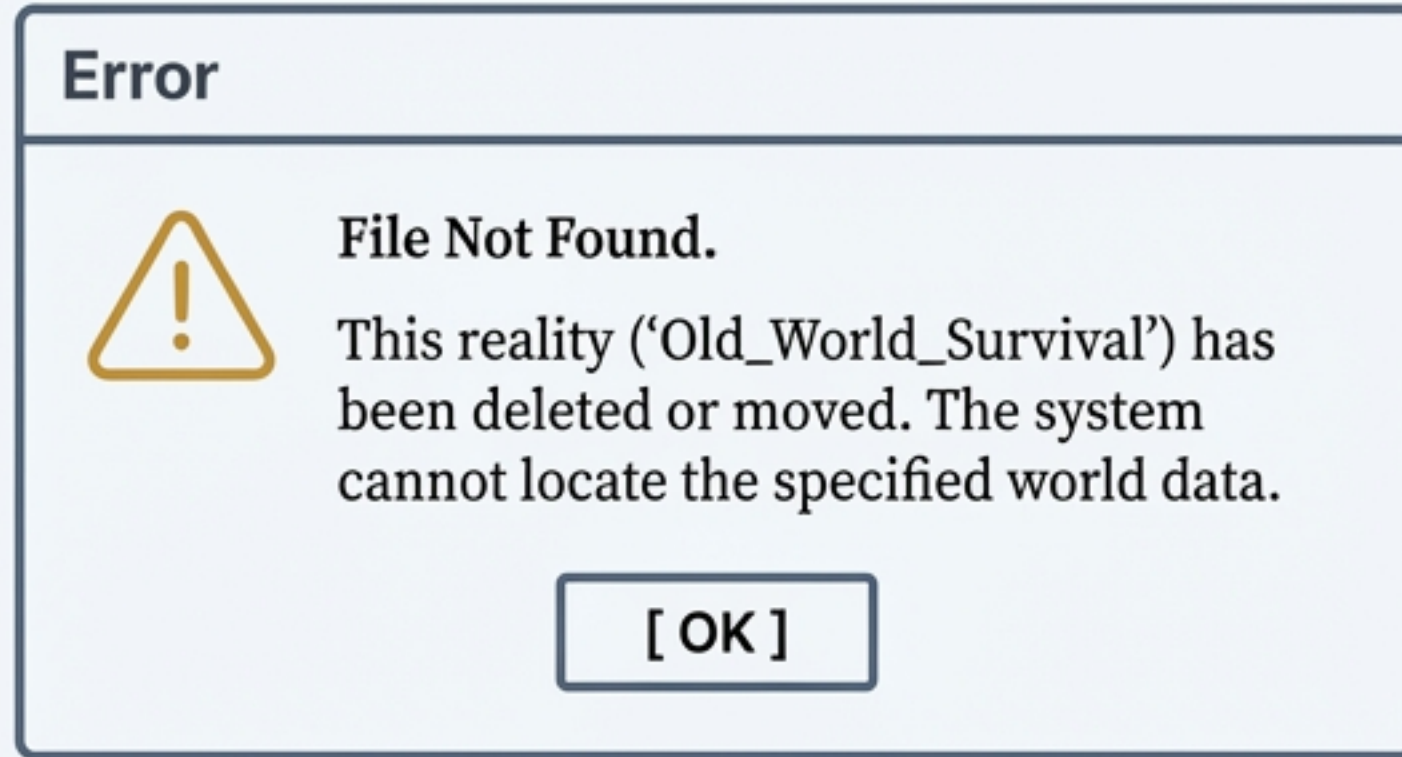 Error
File Not Found.
This reality (‘Old_World_Survival’) has
been deleted or moved. The system
cannot locate the specified world data.
[ OK ]